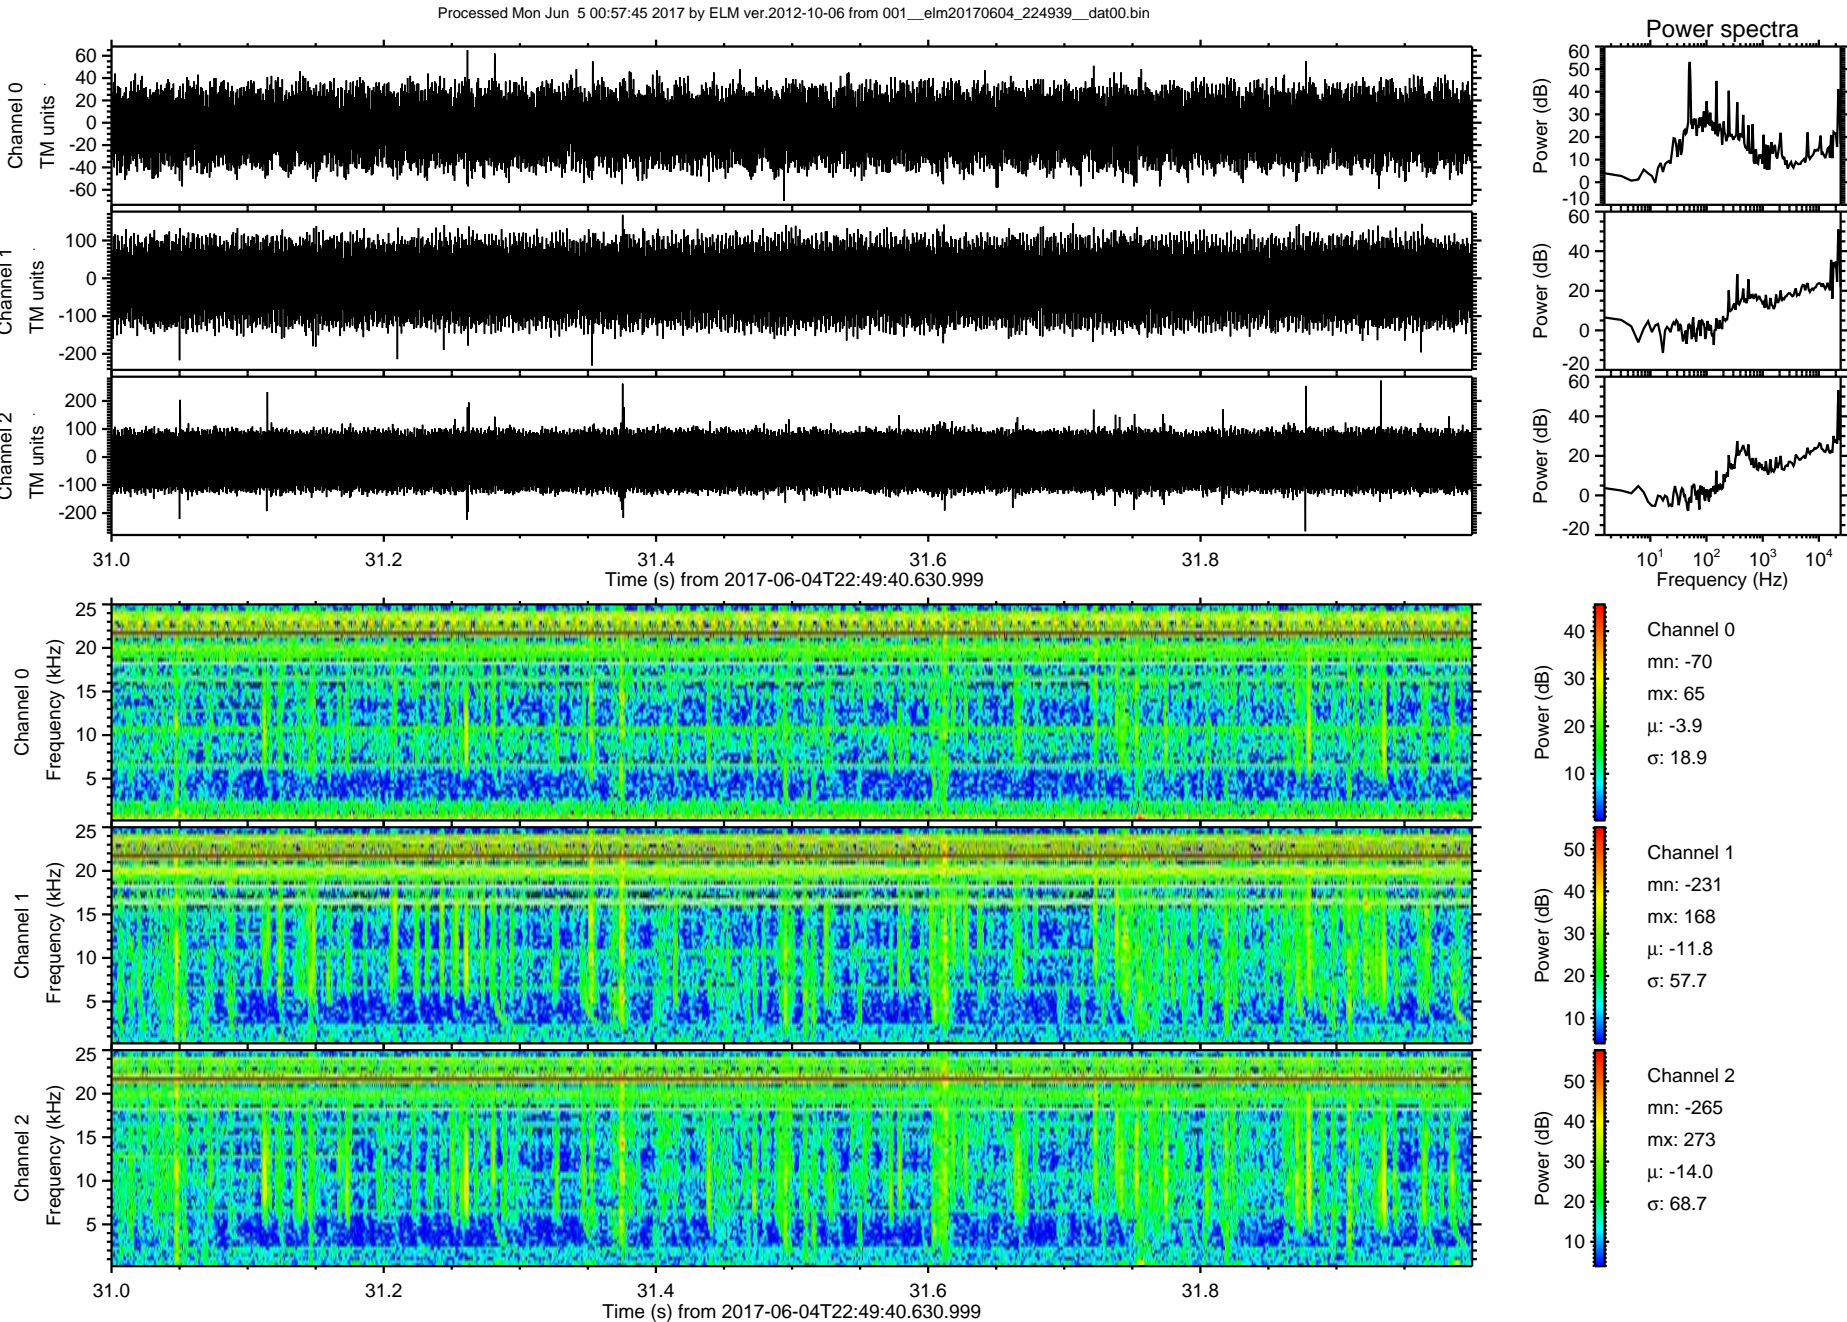 Processed Mon Jun  5 00:57:45 2017 by ELM ver.2012-10-06 from 001__elm20170604_224939__dat00.bin
Power spectra
Channel 0
TM units
60
40
20
0
-20
-40
-60
Power (dB)
60
50
40
30
20
10
0
-10
Channel 1
TM units
100
0
-100
-200
Power (dB)
60
40
20
0
-20
Channel 2
TM units
200
100
0
-100
-200
Power (dB)
60
40
20
0
-20
31.0 31.2 31.4 31.6 31.8
Time (s) from 2017-06-04T22:49:40.630.999
10^1 10^2 10^3 10^4
Frequency (Hz)
Channel 0
Frequency (kHz)
25
20
15
10
5
Power (dB)
40
30
20
10
Channel 0
mn: -70
mx: 65
μ: -3.9
σ: 18.9
Channel 1
Frequency (kHz)
25
20
15
10
5
Power (dB)
50
40
30
20
10
Channel 1
mn: -231
mx: 168
μ: -11.8
σ: 57.7
Channel 2
Frequency (kHz)
25
20
15
10
5
Power (dB)
50
40
30
20
10
Channel 2
mn: -265
mx: 273
μ: -14.0
σ: 68.7
31.0 31.2 31.4 31.6 31.8
Time (s) from 2017-06-04T22:49:40.630.999